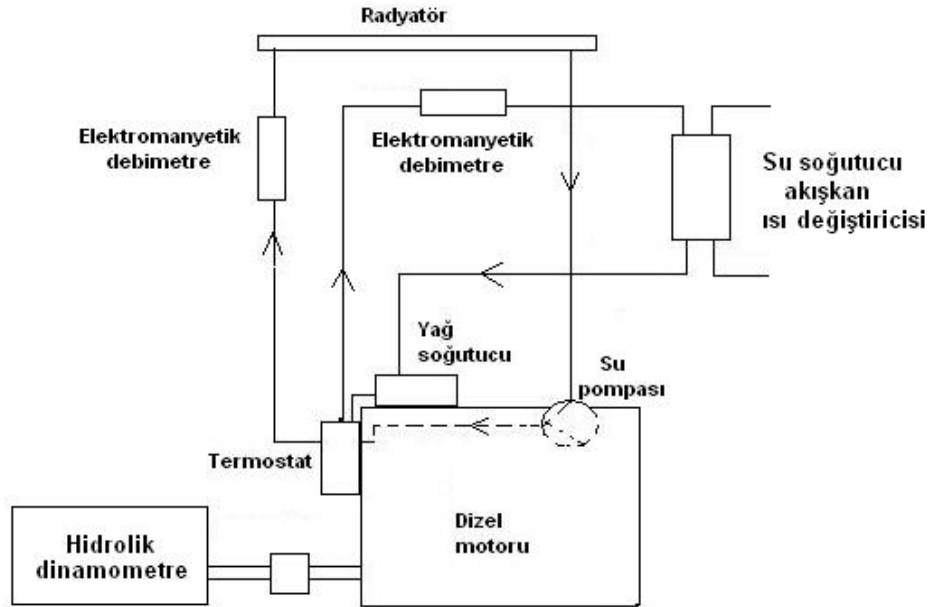 Radyatör
Elektromanyetik
debimetre
Elektromanyetik
debimetre
Su soğutucu
akışkan
ısı değiştiricisi
Yağ
soğutucu
Su
pompası
Termostat
Dizel
motoru
Hidrolik
dinamometre